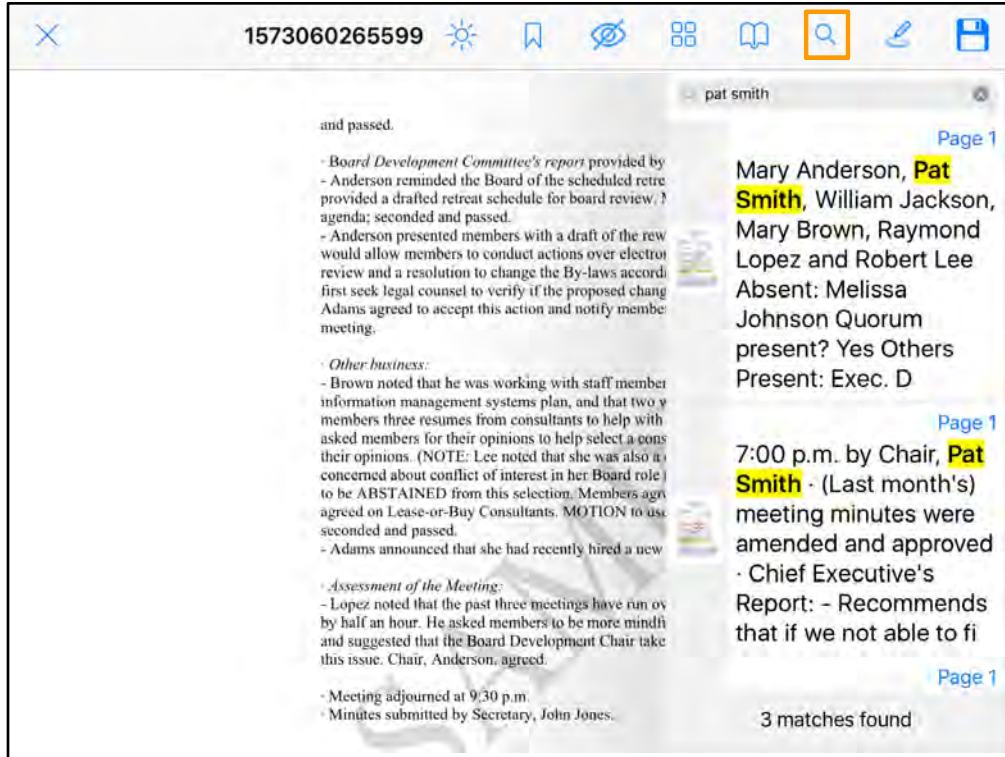 1573060265599
and passed.
· Board Development Committee's report provided by
- Anderson reminded the Board of the scheduled retre
provided a drafted retreat schedule for board review.
agenda; seconded and passed.
- Anderson presented members with a draft of the rew
would allow members to conduct actions over electro
review and a resolution to change the By-laws accordi
first seek legal counsel to verify if the proposed chang
Adams agreed to accept this action and notify membe
meeting.
· Other business:
- Brown noted that he was working with staff member
information management systems plan, and that two
members three resumes from consultants to help with
asked members for their opinions to help select a cons
their opinions. (NOTE: Lee noted that she was also a
concerned about conflict of interest in her Board role
to be ABSTAINED from this selection. Members agre
agreed on Lease-or-Buy Consultants. MOTION to use
seconded and passed.
- Adams announced that she had recently hired a new
· Assessment of the Meeting:
- Lopez noted that the past three meetings have run ov
by half an hour. He asked members to be more mindf
and suggested that the Board Development Chair take
this issue. Chair, Anderson, agreed.
· Meeting adjourned at 9:30 p.m.
· Minutes submitted by Secretary, John Jones.
pat smith
Page 1
Mary Anderson, Pat
Smith, William Jackson,
Mary Brown, Raymond
Lopez and Robert Lee
Absent: Melissa
Johnson Quorum
present? Yes Others
Present: Exec. D
Page 1
7:00 p.m. by Chair, Pat
Smith · (Last month's)
meeting minutes were
amended and approved
· Chief Executive's
Report: - Recommends
that if we not able to fi
Page 1
3 matches found